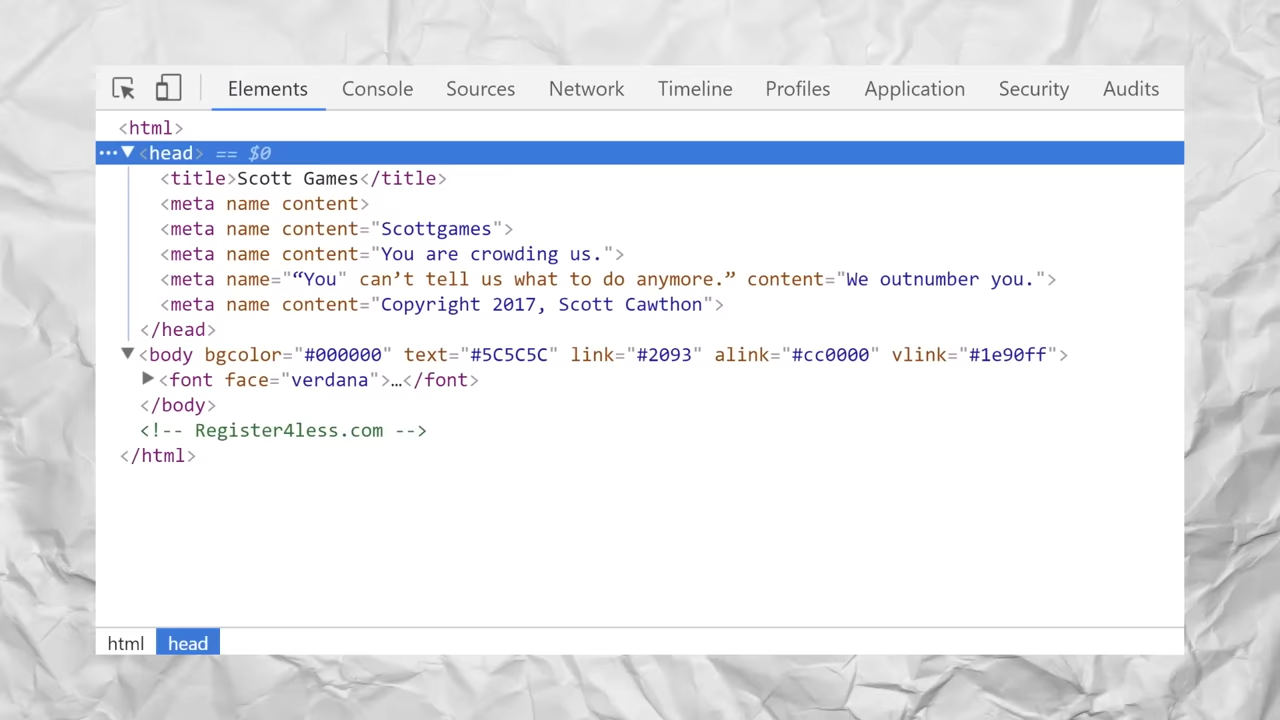 Elements Console Sources Network Timeline Profiles Application Security Audits
<html>
<head> == $0
<title>Scott Games</title>
<meta name content>
<meta name content="Scottgames">
<meta name content="You are crowding us.">
<meta name="“You" can’t tell us what to do anymore.” content="We outnumber you.">
<meta name content="Copyright 2017, Scott Cawthon">
</head>
<body bgcolor="#000000" text="#5C5C5C" link="#2093" alink="#cc0000" vlink="#1e90ff">
<font face="verdana">…</font>
</body>
<!-- Register4less.com -->
</html>
html head